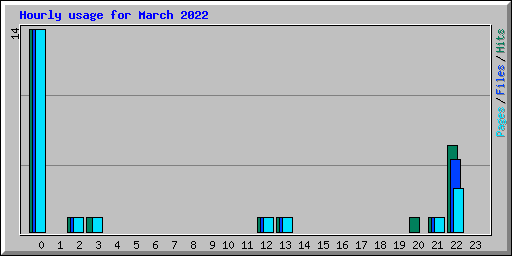 Hourly usage for March 2022
14
Pages/Files/Hits
0 1 2 3 4 5 6 7 8 9 10 11 12 13 14 15 16 17 18 19 20 21 22 23